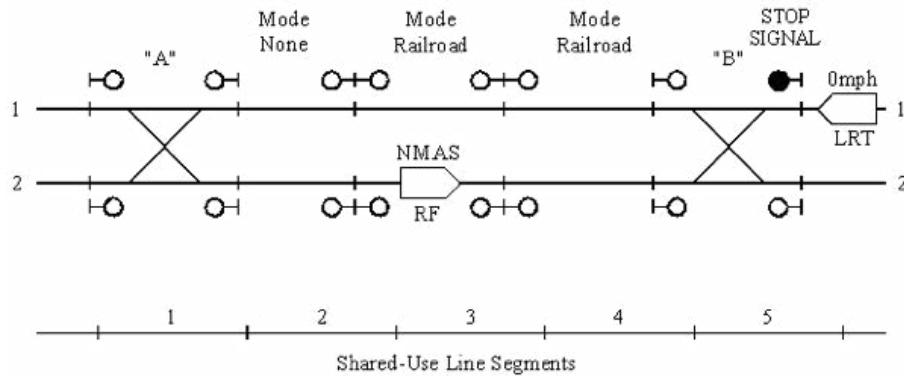 Mode None
Mode Railroad
Mode Railroad
STOP SIGNAL
"A"
"B"
0mph
1
1
LRT
NMAS
2
2
RF
1
2
3
4
5
Shared-Use Line Segments